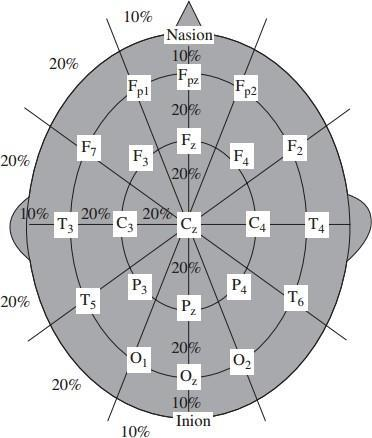 10%
Nasion
20%
10%
Fp1
Fpz
Fp2
20%
F7
F3
Fz
F4
F2
20%
20%
10%
T3
20%
C3
20%
Cz
C4
T4
20%
P3
P4
20%
T5
Pz
T6
20%
O1
O2
Oz
20%
10%
Inion
10%